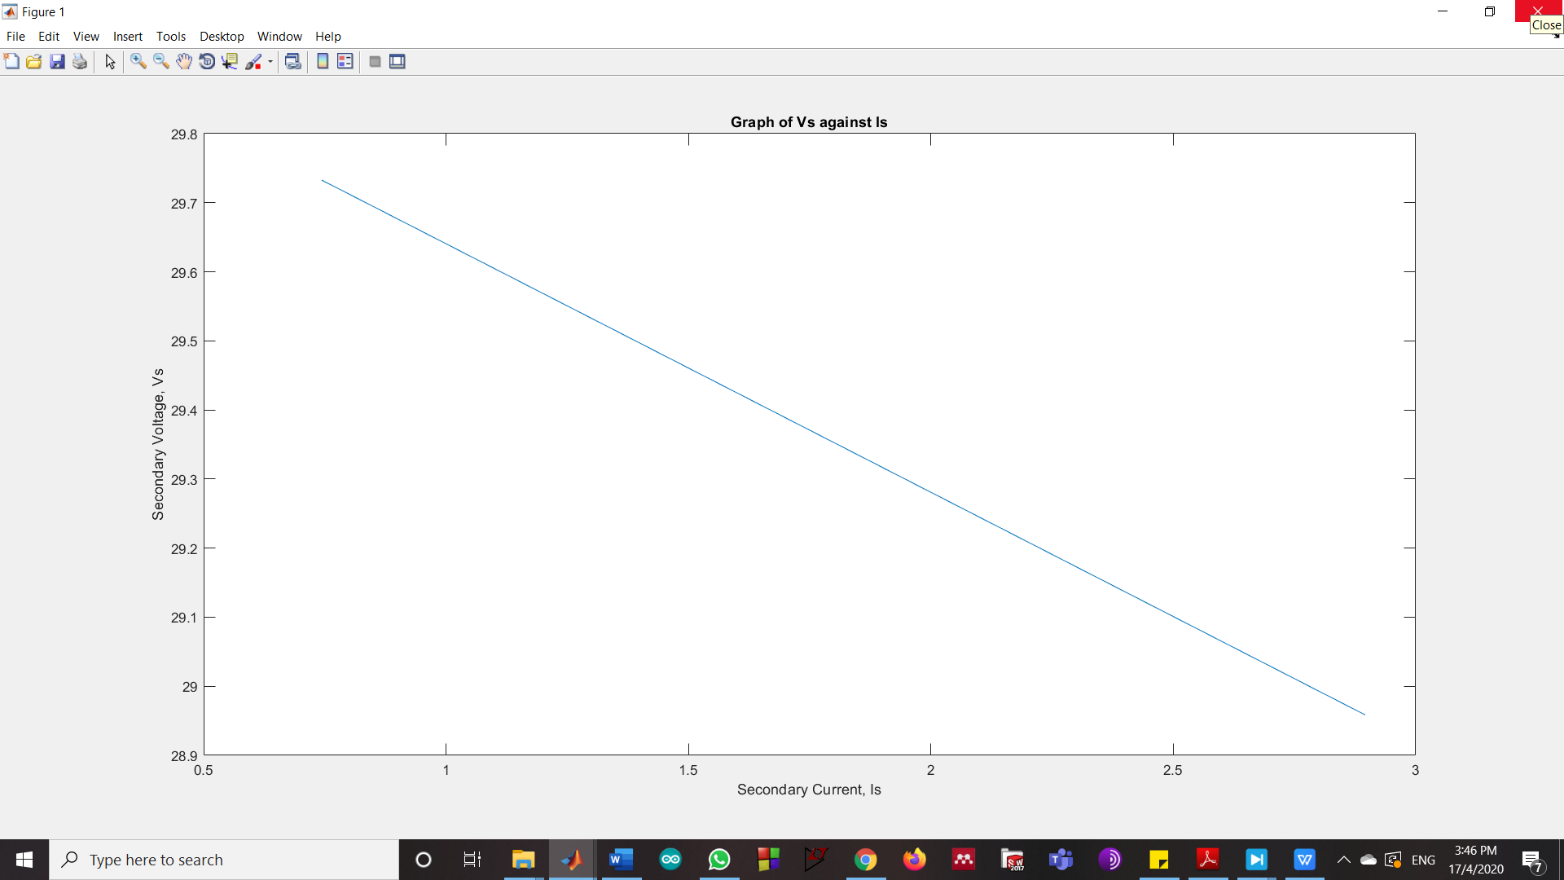 Figure 1
Close
File Edit View Insert Tools Desktop Window Help
Graph of Vs against Is
29.8
29.7
29.6
29.5
29.4
29.3
29.2
29.1
29
28.9
Secondary Voltage, Vs
0.5 1 1.5 2 2.5 3
Secondary Current, Is
Type here to search
W
SW
2017
T
W
ENG
3:46 PM
17/4/2020
7